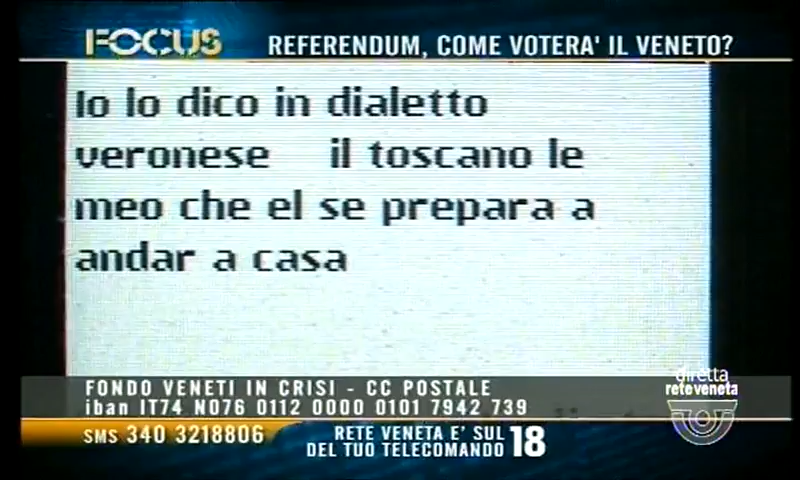 FOCUS
REFERENDUM, COME VOTERA' IL VENETO?
Io lo dico in dialetto
veronese il toscano le
meo che el se prepara a
andar a casa
FONDO VENETI IN CRISI - CC POSTALE
iban IT74 N076 0112 0000 0101 7942 739
diretta
reteveneta
SMS 340 3218806
RETE VENETA E' SUL
DEL TUO TELECOMANDO 18